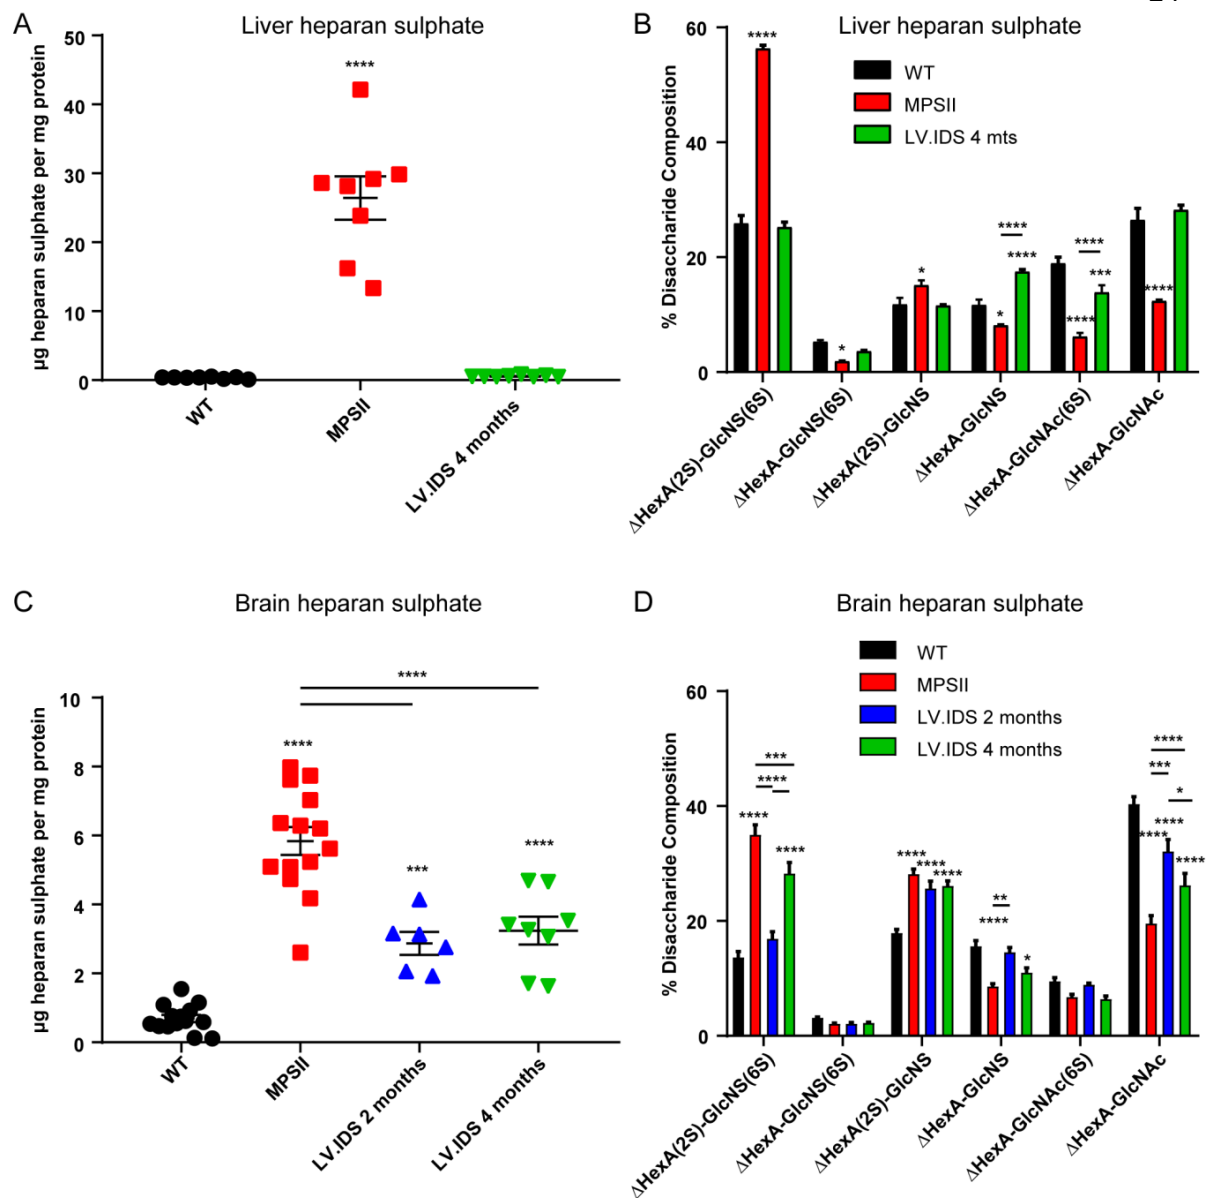 A
Liver heparan sulphate
µg heparan sulphate per mg protein
50
40
30
20
10
0
****
WT
MPSII
LV.IDS 4 months
B
Liver heparan sulphate
% Disaccharide Composition
60
40
20
0
WT
MPSII
LV.IDS 4 mts
****
*
*
*
****
****
****
****
***
****
ΔHexA(2S)-GlcNS(6S)
ΔHexA-GlcNS(6S)
ΔHexA(2S)-GlcNS
ΔHexA-GlcNS
ΔHexA-GlcNAc(6S)
ΔHexA-GlcNAc
C
Brain heparan sulphate
µg heparan sulphate per mg protein
10
8
6
4
2
0
****
****
***
****
WT
MPSII
LV.IDS 2 months
LV.IDS 4 months
D
Brain heparan sulphate
% Disaccharide Composition
60
40
20
0
WT
MPSII
LV.IDS 2 months
LV.IDS 4 months
***
****
****
****
****
****
****
**
****
*
****
***
*
****
****
****
ΔHexA(2S)-GlcNS(6S)
ΔHexA-GlcNS(6S)
ΔHexA(2S)-GlcNS
ΔHexA-GlcNS
ΔHexA-GlcNAc(6S)
ΔHexA-GlcNAc